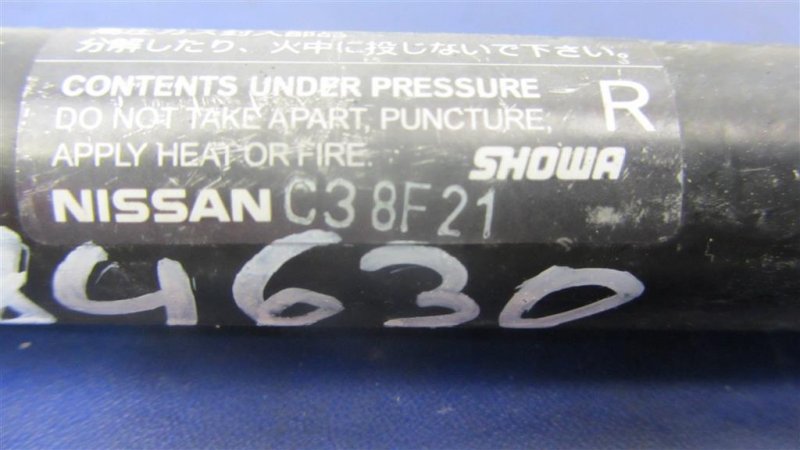 分解したり、火中に投じないで下さい。
CONTENTS UNDER PRESSURE
DO NOT TAKE APART, PUNCTURE, R
APPLY HEAT OR FIRE. SHOWA
NISSAN C38F21
4630